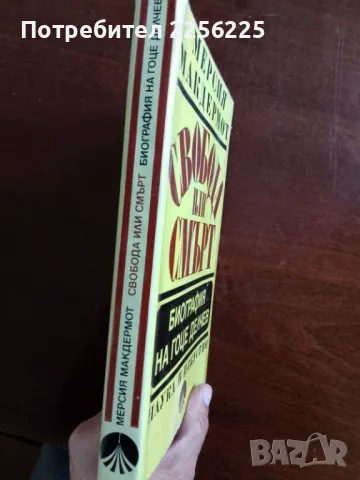 Потребител 2256225
МЕРСИЯ МАКДЕРМОТ СВОБОДА ИЛИ СМЪРТ БИОГРАФИЯ НА ГОЦЕ ДЕЛЧЕВ
МЕРСИЯ
МАКДЕРМОТ
СВОБОДА
ИЛИ
СМЪРТ
БИОГРАФИЯ
НА ГОЦЕ ДЕЛЧЕВ
НАУКА И ИЗКУСТВО
BAZAR